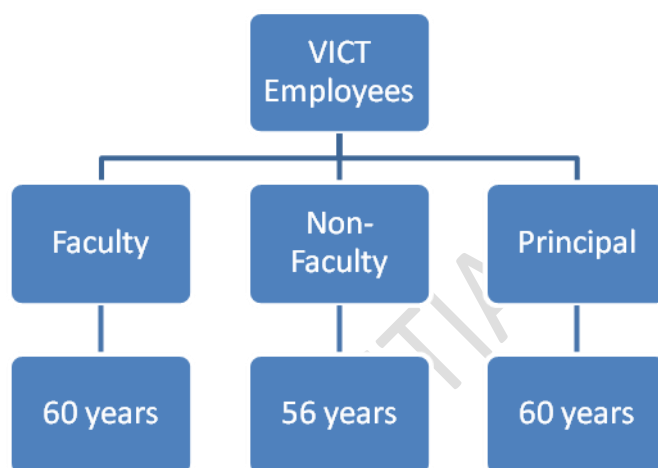 VICT
Employees
Faculty
Non-
Faculty
Principal
60 years
56 years
60 years